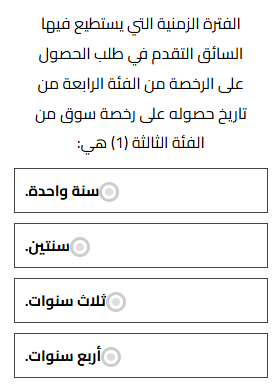 الفترة الزمنية التي يستطيع فيها
السائق التقدم في طلب الحصول
على الرخصة من الفئة الرابعة من
تاريخ حصوله على رخصة سوق من
الفئة الثالثة (1) هي:
سنة واحدة.
سنتين.
ثلاث سنوات.
أربع سنوات.